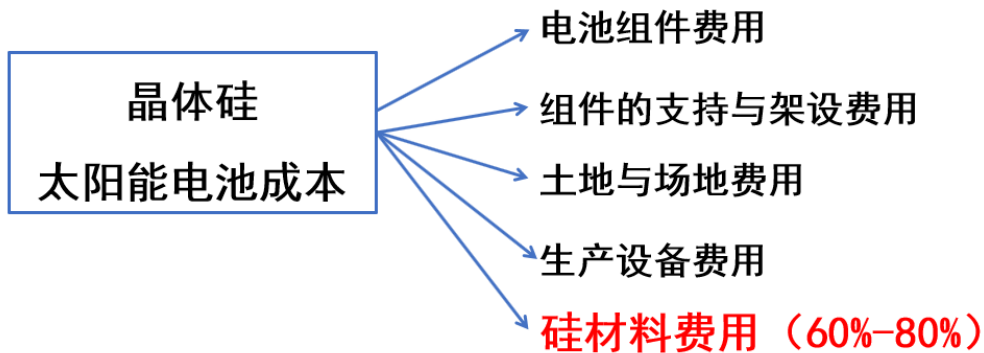 晶体硅
太阳能电池成本
电池组件费用
组件的支持与架设费用
土地与场地费用
生产设备费用
硅材料费用（60%-80%）